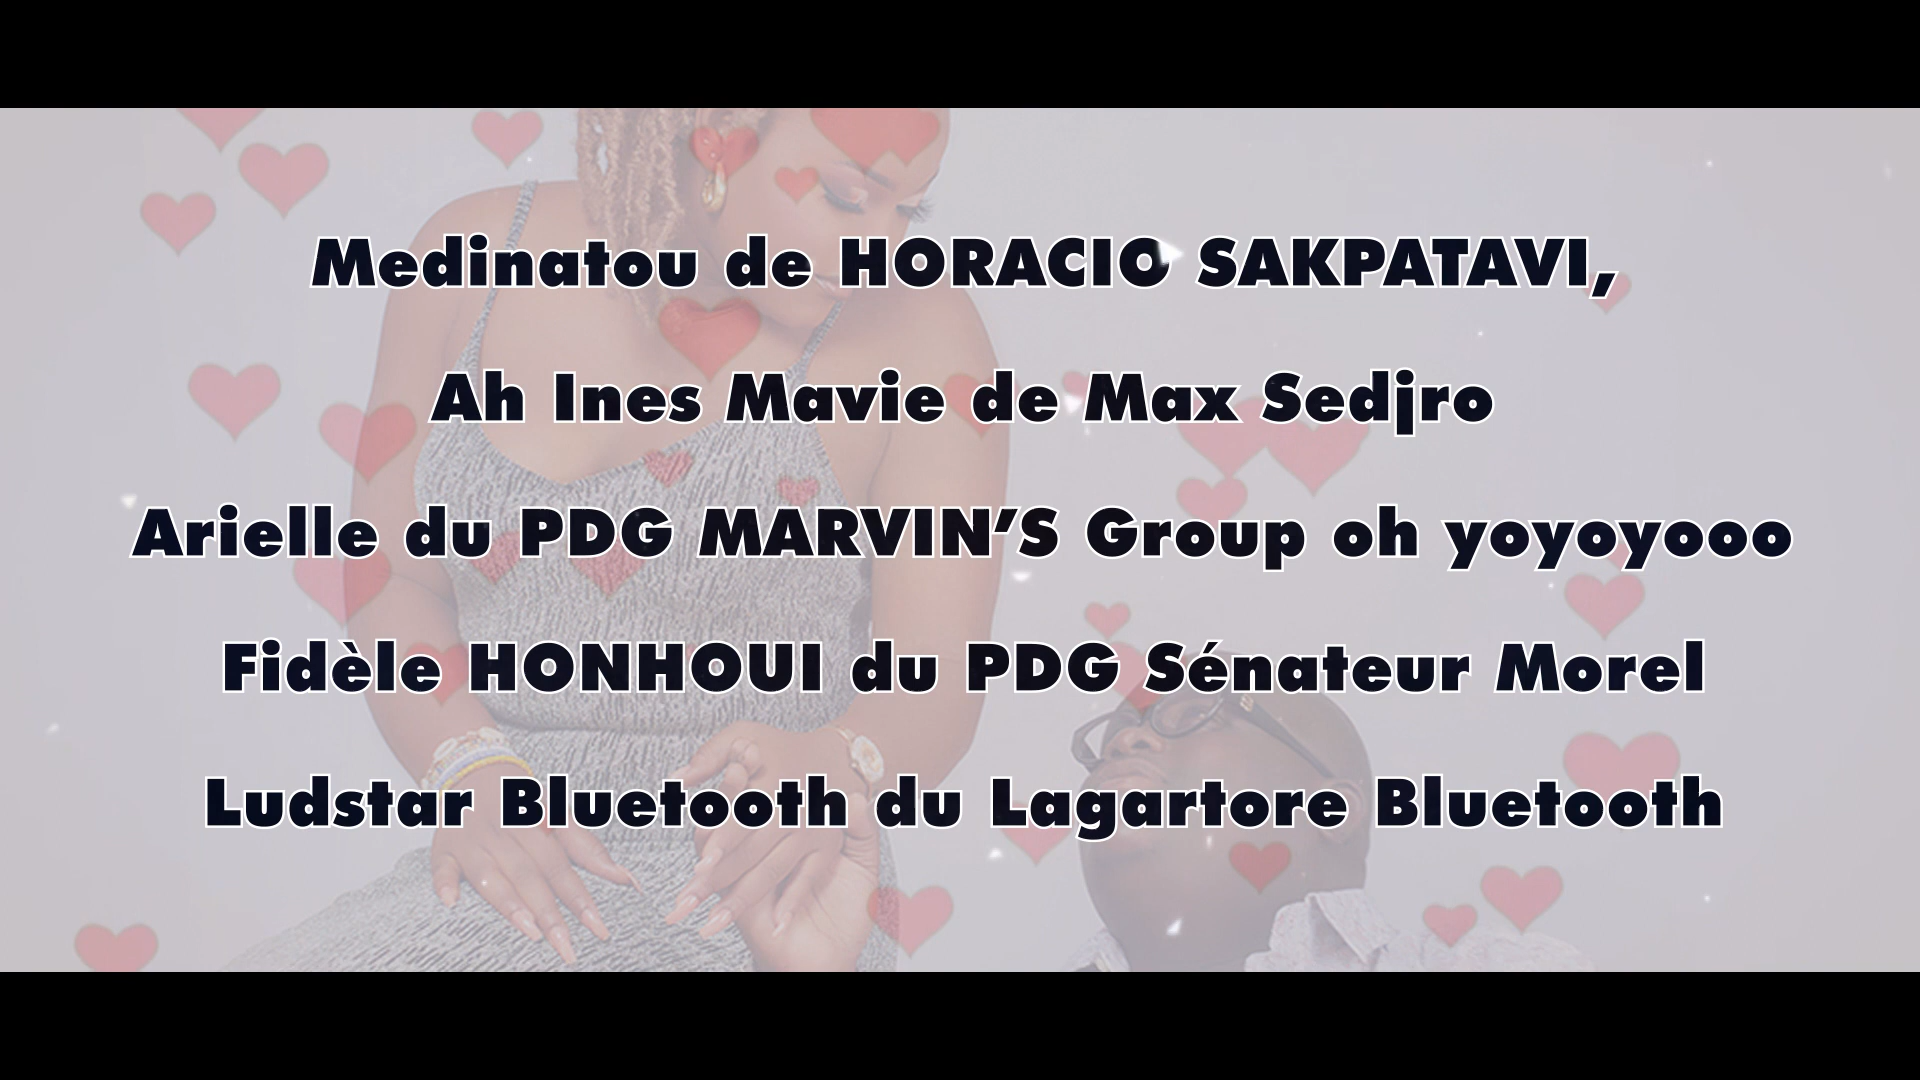 Medinatou de HORACIO SAKPATAVI,
Ah Ines Mavie de Max Sedjro
Arielle du PDG MARVIN’S Group oh yoyoyooo
Fidèle HONHOUI du PDG Sénateur Morel
Ludstar Bluetooth du Lagartore Bluetooth